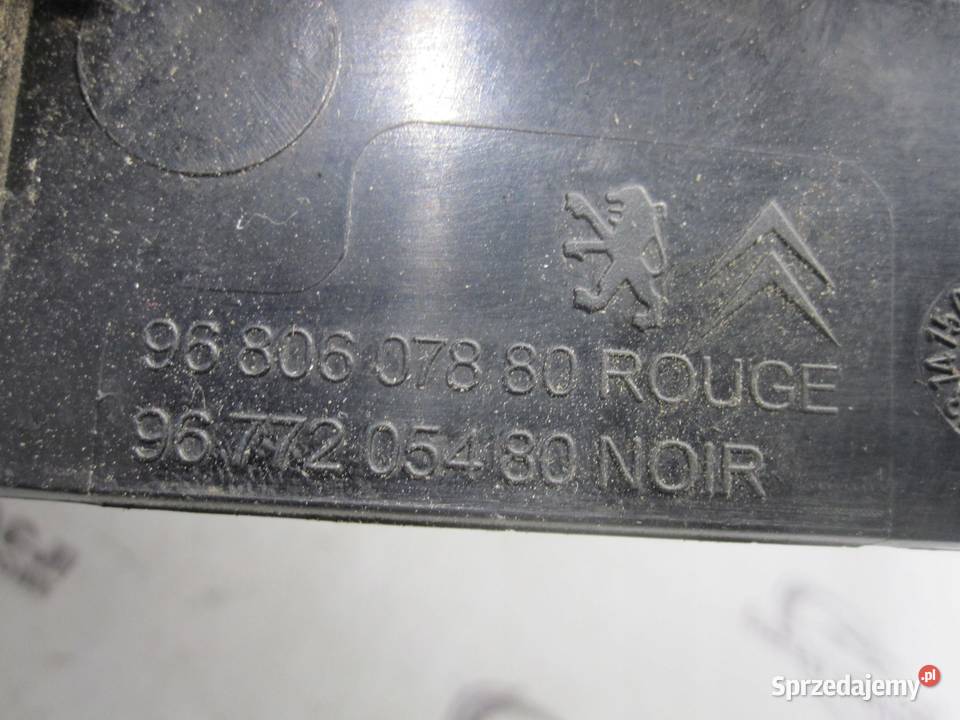 96 806 078 80 ROUGE
96 772 054 80 NOIR
Sprzedajemy.pl